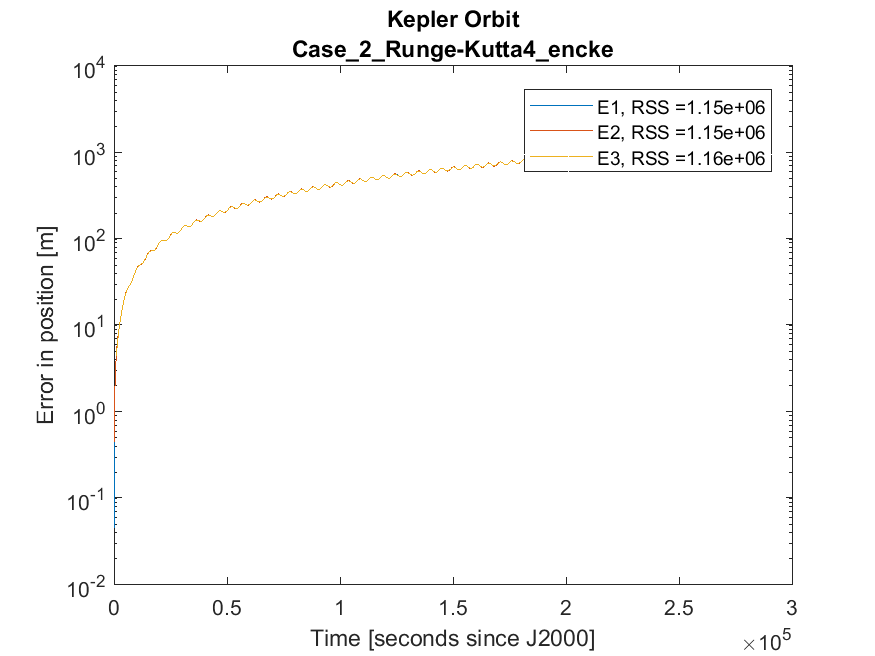 Kepler Orbit
Case_2_Runge-Kutta4_encke
10^4
10^3
10^2
10^1
10^0
10^-1
10^-2
Error in position [m]
E1, RSS =1.15e+06
E2, RSS =1.15e+06
E3, RSS =1.16e+06
0 0.5 1 1.5 2 2.5 3
Time [seconds since J2000]
×10^5